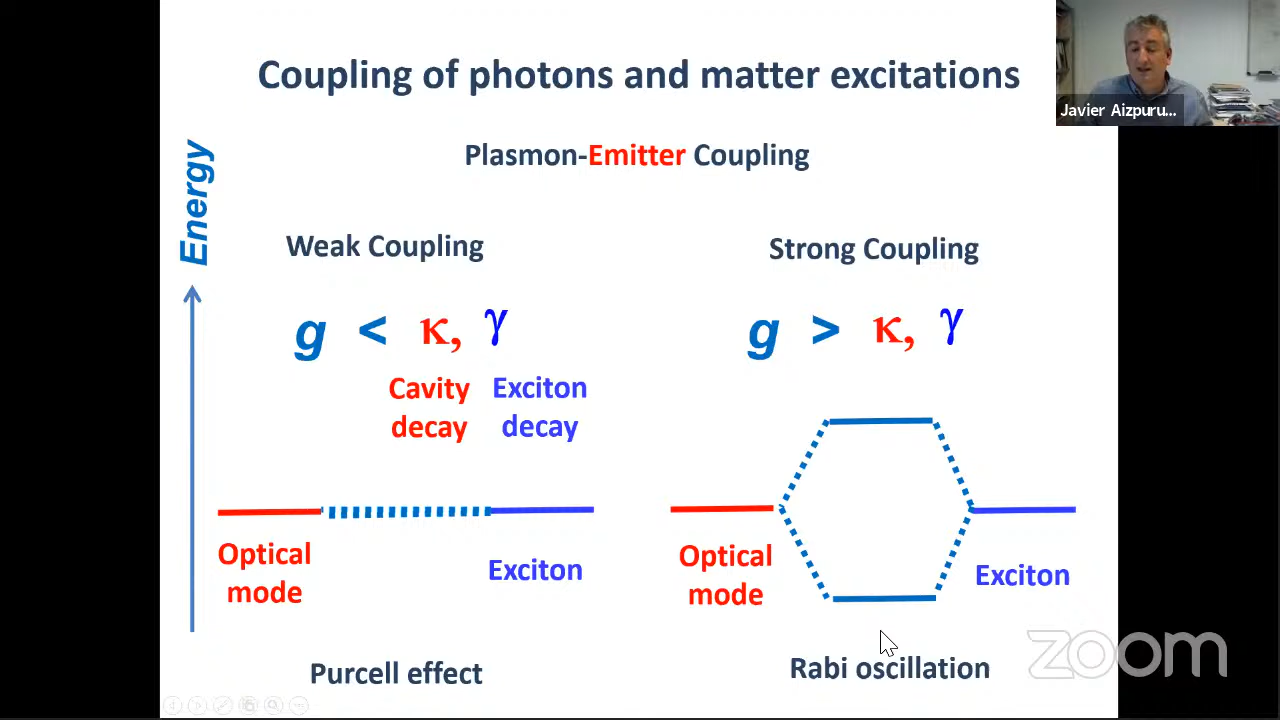 Coupling of photons and matter excitations
Javier Aizpuru...
Plasmon-Emitter Coupling
Energy
Weak Coupling
Strong Coupling
g < κ, γ
g > κ, γ
Cavity decay
Exciton decay
Optical mode
Exciton
Optical mode
Exciton
Purcell effect
Rabi oscillation
zoom